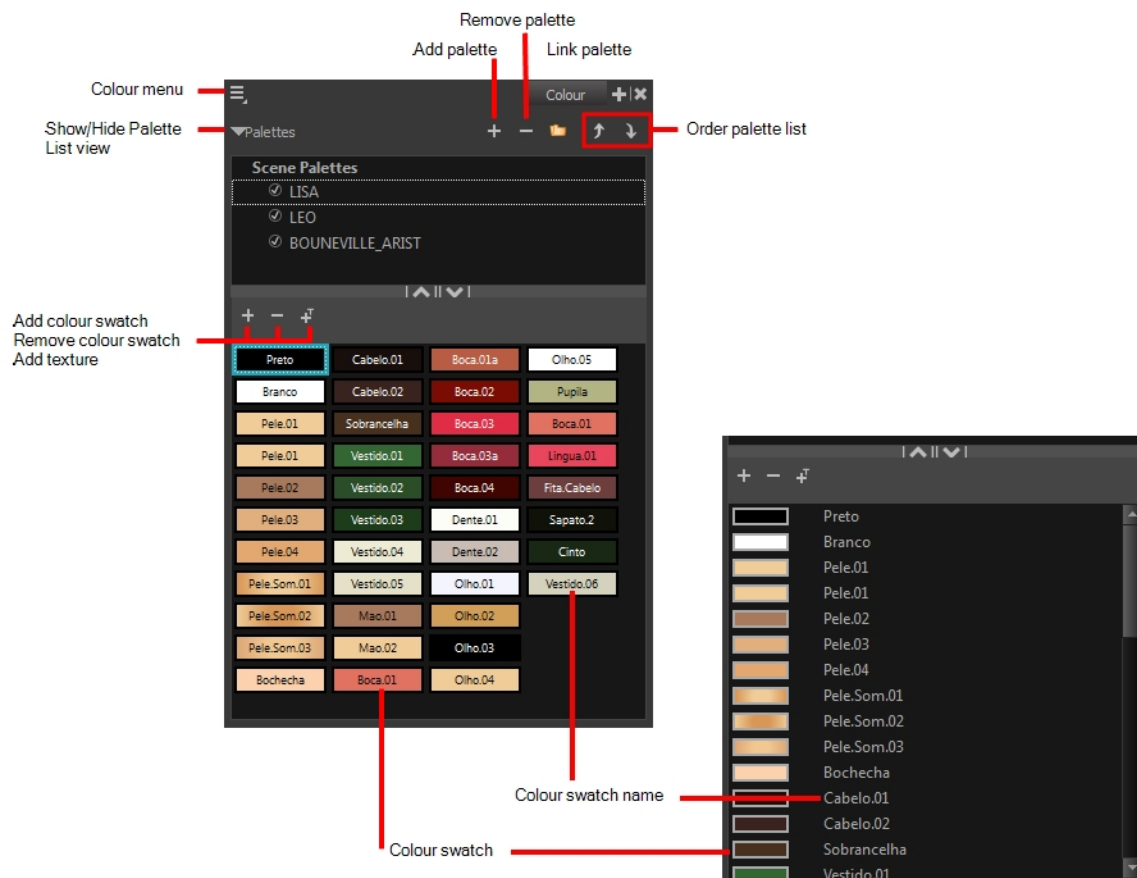 Remove palette
Add palette
Link palette
Colour menu
Colour
Show/Hide Palette
List view
Palettes
Order palette list
Scene Palettes
LISA
LEO
BOUNEVILLE_ARIST
Add colour swatch
Remove colour swatch
Add texture
Preto Cabelo.01 Boca.01a Olho.05
Branco Cabelo.02 Boca.02 Pupila
Pele.01 Sobrancelha Boca.03 Boca.01
Pele.01 Vestido.01 Boca.03a Lingua.01
Pele.02 Vestido.02 Boca.04 Fita.Cabelo
Pele.03 Vestido.03 Dente.01 Sapato.2
Pele.04 Vestido.04 Dente.02 Cinto
Pele.Som.01 Vestido.05 Olho.01 Vestido.06
Pele.Som.02 Mao.01 Olho.02
Pele.Som.03 Mao.02 Olho.03
Bochecha Boca.01 Olho.04
Colour swatch name
Colour swatch
Preto
Branco
Pele.01
Pele.01
Pele.02
Pele.03
Pele.04
Pele.Som.01
Pele.Som.02
Pele.Som.03
Bochecha
Cabelo.01
Cabelo.02
Sobrancelha
Vestido.01